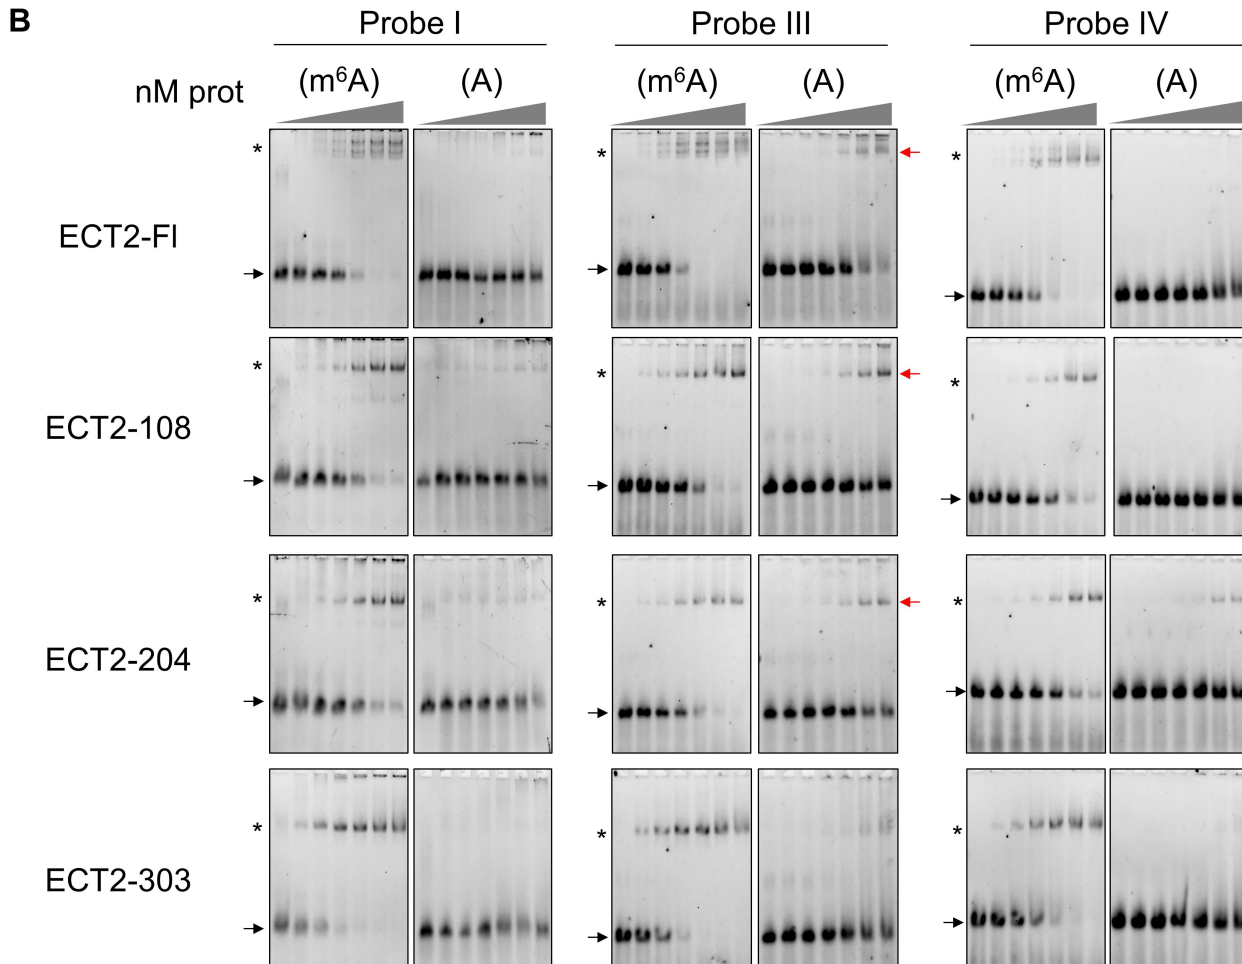 B
Probe I
Probe III
Probe IV
nM prot
(m⁶A)
(A)
(m⁶A)
(A)
(m⁶A)
(A)
*
*
*
ECT2-Fl
*
*
*
ECT2-108
*
*
*
ECT2-204
*
*
*
ECT2-303